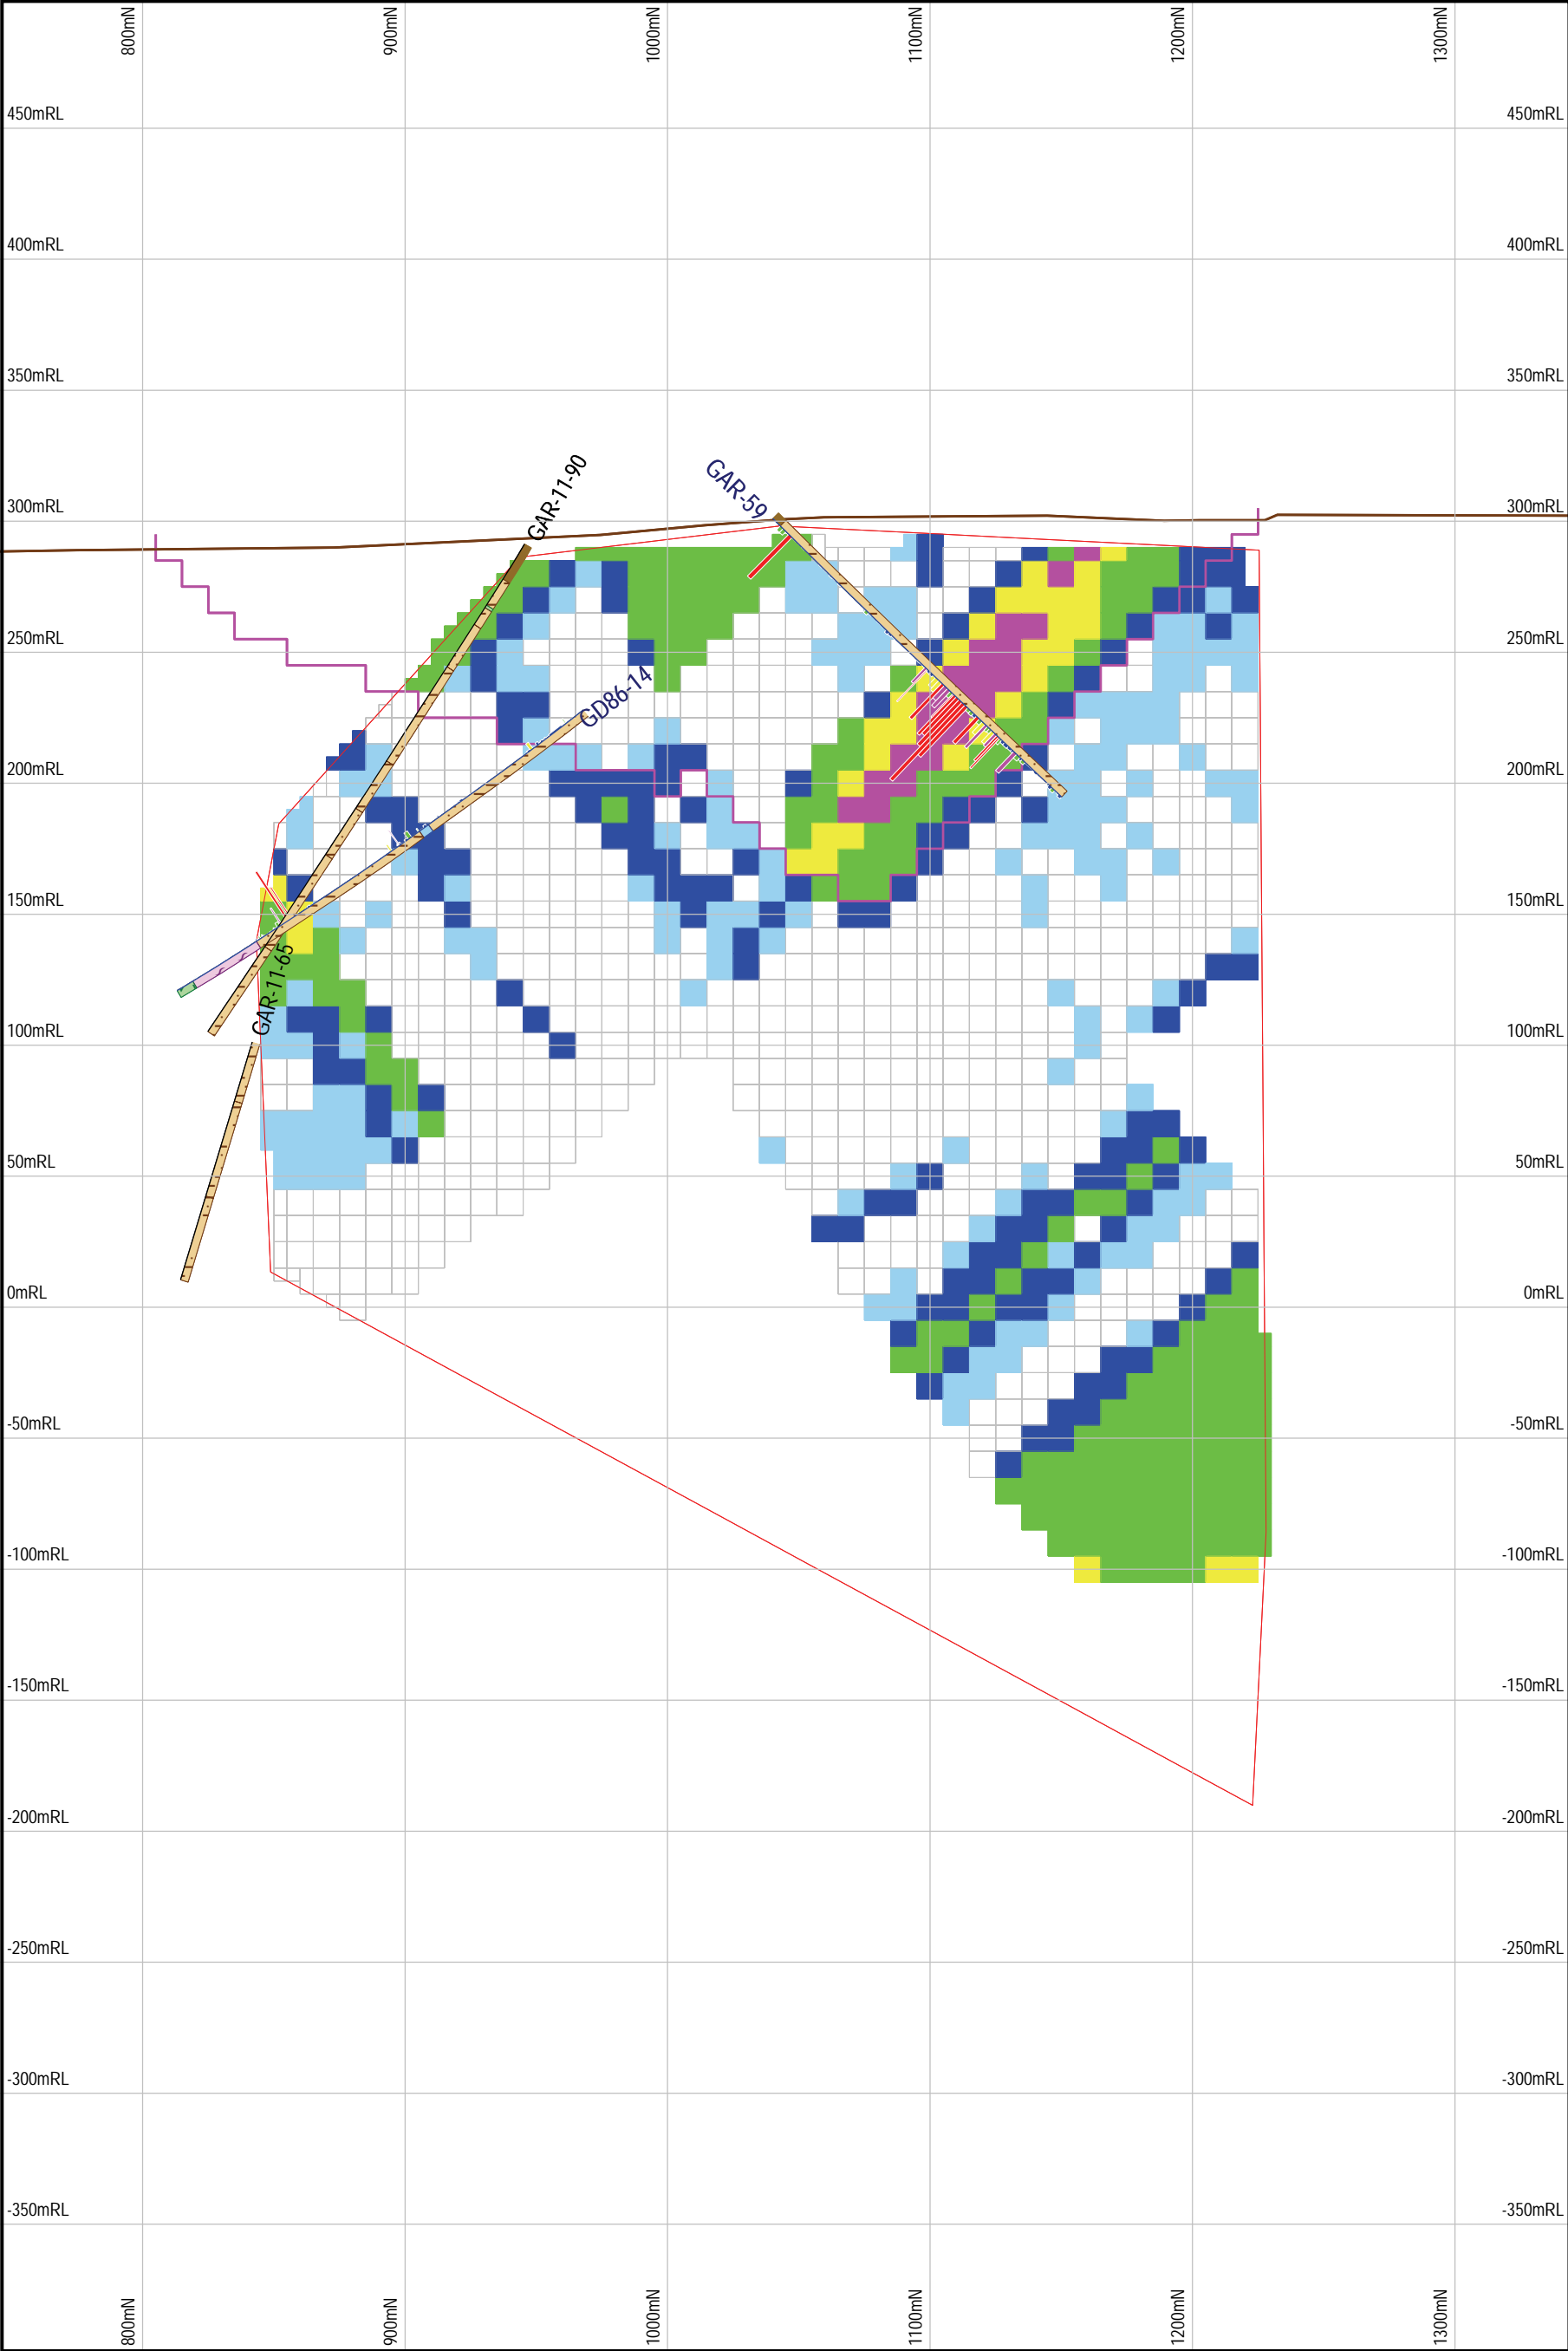 800mN 900mN 1000mN 1100mN 1200mN 1300mN
450mRL 450mRL
400mRL 400mRL
350mRL 350mRL
GAR-11-90
GAR-59
300mRL 300mRL
250mRL 250mRL
GD86-14
200mRL 200mRL
150mRL 150mRL
GAR-11-65
100mRL 100mRL
50mRL 50mRL
0mRL 0mRL
-50mRL -50mRL
-100mRL -100mRL
-150mRL -150mRL
-200mRL -200mRL
-250mRL -250mRL
-300mRL -300mRL
-350mRL -350mRL
800mN 900mN 1000mN 1100mN 1200mN 1300mN